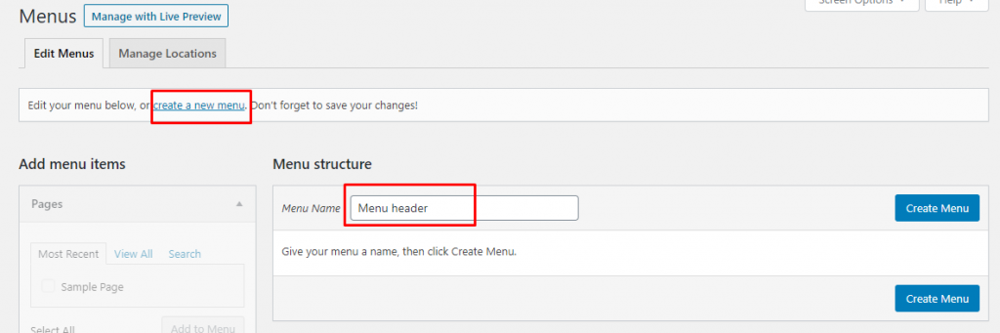 Menus Manage with Live Preview Screen Options Help
Edit Menus Manage Locations
Edit your menu below, or create a new menu. Don't forget to save your changes!
Add menu items
Pages
Most Recent View All Search
Sample Page
Select All Add to Menu
Menu structure
Menu Name Menu header Create Menu
Give your menu a name, then click Create Menu.
Create Menu